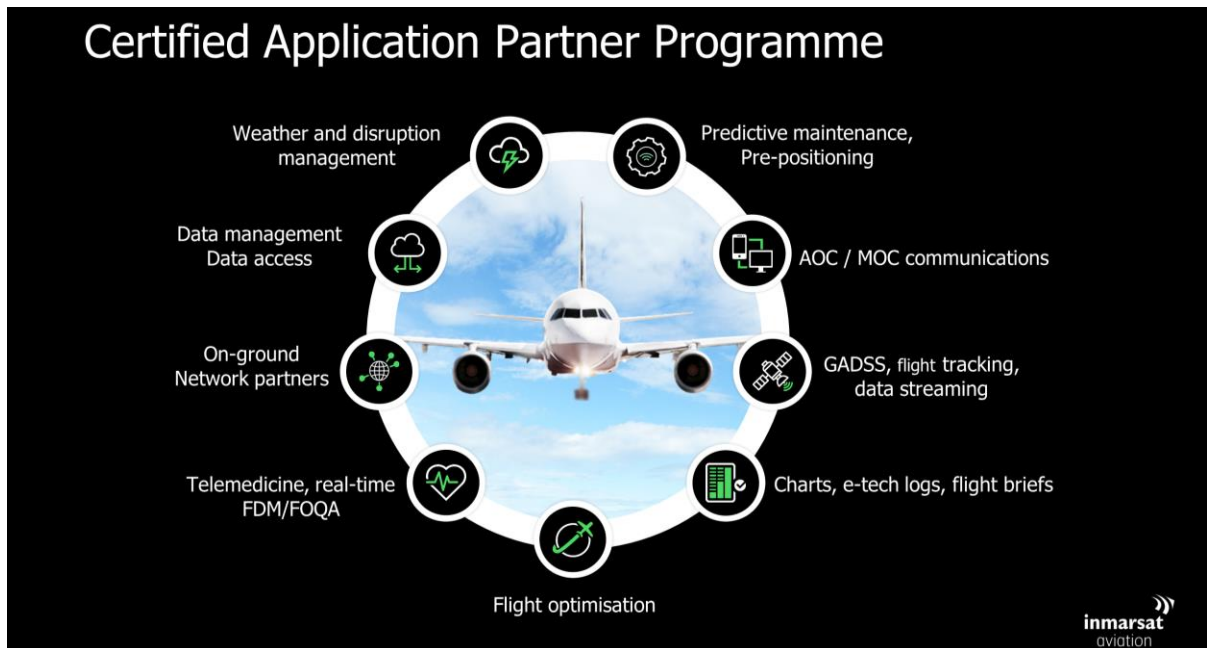 Certified Application Partner Programme
Weather and disruption
management
Predictive maintenance,
Pre-positioning
Data management
Data access
AOC / MOC communications
On-ground
Network partners
GADSS, flight tracking,
data streaming
Telemedicine, real-time
FDM/FOQA
Charts, e-tech logs, flight briefs
Flight optimisation
inmarsat
aviation